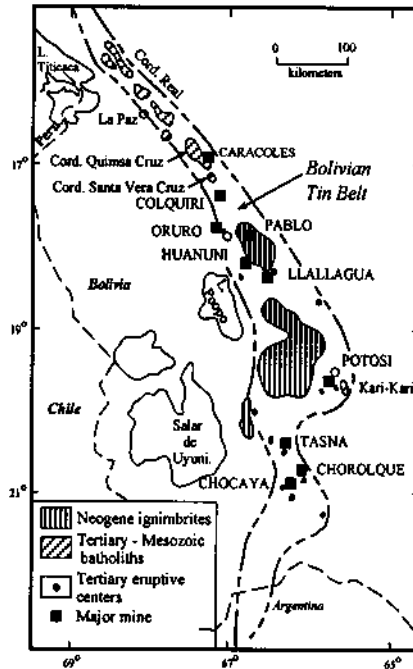 L.
Titicaca
Cord. Real
0 100
kilometers
Peru
La Paz
17°
Cord. Quimsa Cruz
CARACOLES
Cord. Santa Vera Cruz
Bolivian
Tin Belt
COLQUIRI
ORURO
PABLO
HUANUNI
LLALLAGUA
Bolivia
L.
Poopo
19°
POTOSI
Kari-Kari
Chile
Salar
de
Uyuni.
TASNA
CHOROLQUE
CHOCAYA
21°
Neogene ignimbrites
Tertiary - Mesozoic
batholiths
Tertiary eruptive
centers
Major mine
Argentina
69° 67° 65°